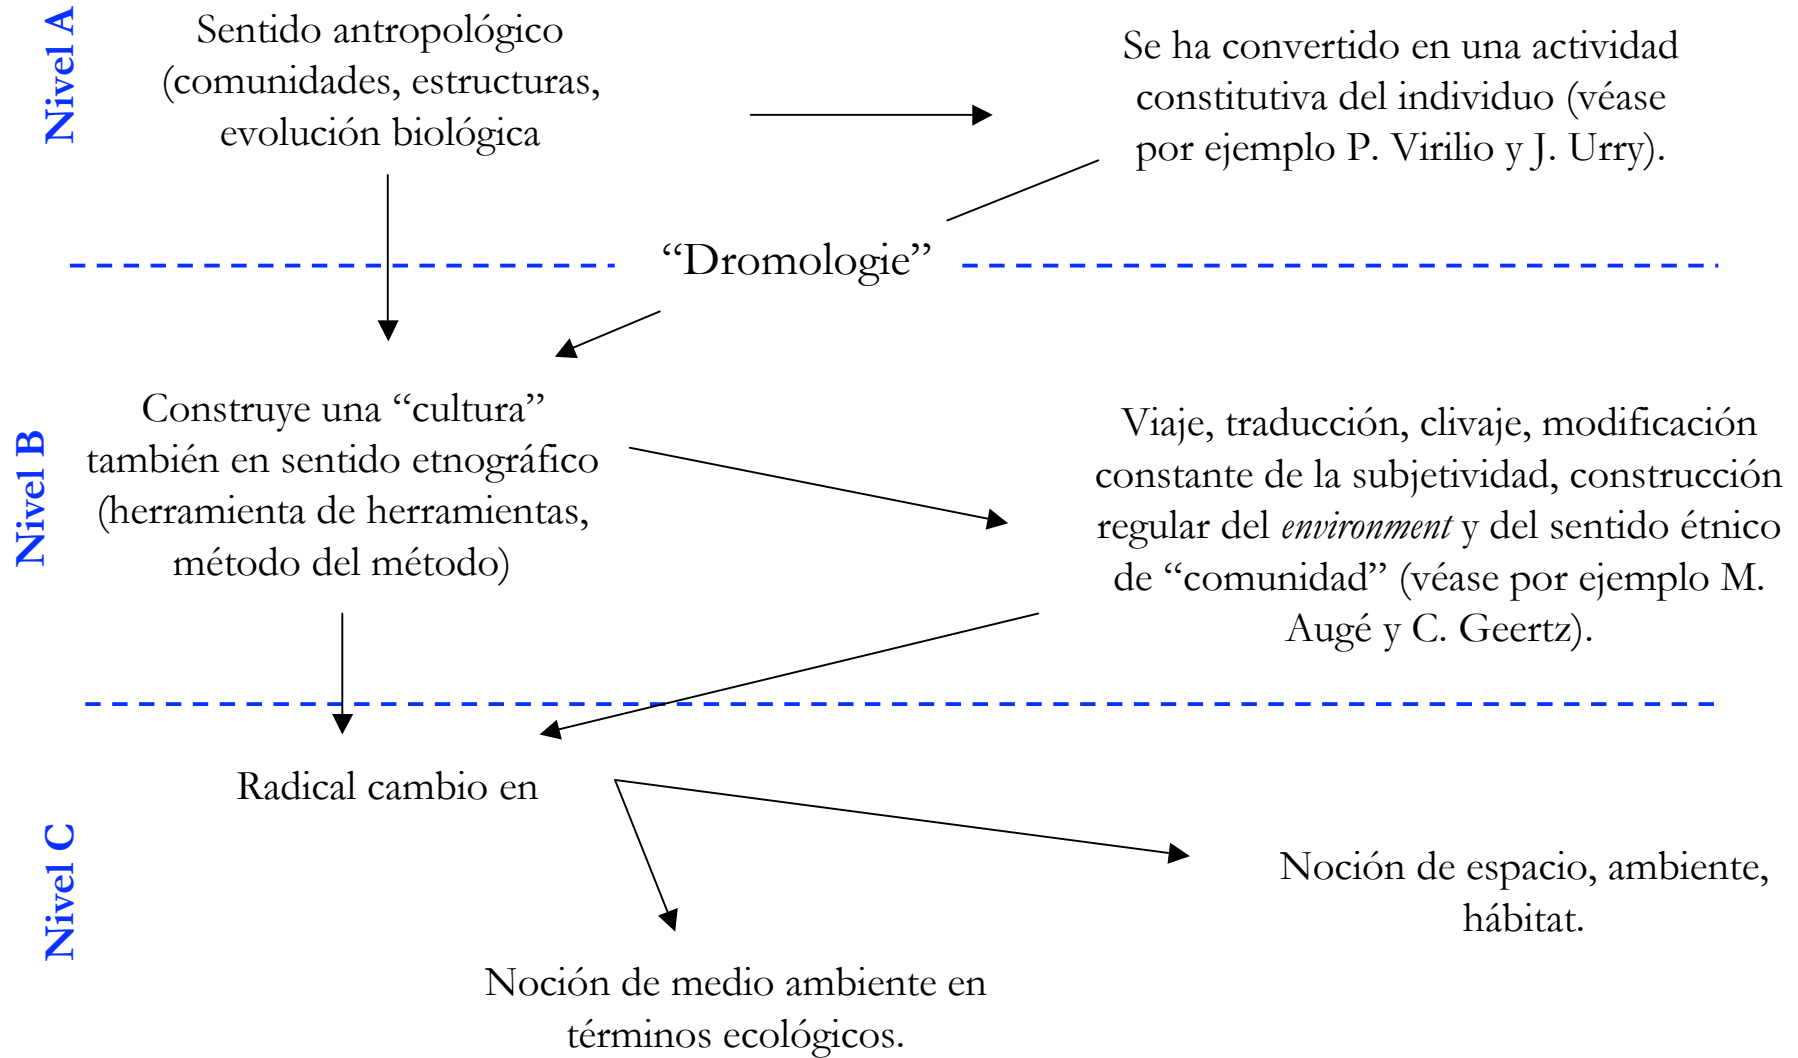 Nivel A
Sentido antropológico
(comunidades, estructuras,
evolución biológica
Se ha convertido en una actividad
constitutiva del individuo (véase
por ejemplo P. Virilio y J. Urry).
“Dromologie”
Nivel B
Construye una “cultura”
también en sentido etnográfico
(herramienta de herramientas,
método del método)
Viaje, traducción, clivaje, modificación
constante de la subjetividad, construcción
regular del environment y del sentido étnico
de “comunidad” (véase por ejemplo M.
Augé y C. Geertz).
Nivel C
Radical cambio en
Noción de espacio, ambiente,
hábitat.
Noción de medio ambiente en
términos ecológicos.